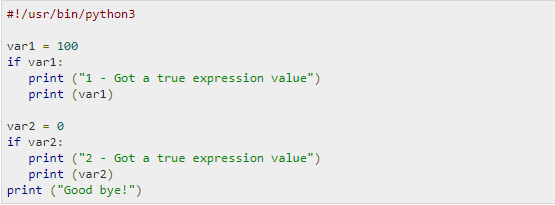 #!/usr/bin/python3

var1 = 100
if var1:
   print ("1 - Got a true expression value")
   print (var1)

var2 = 0
if var2:
   print ("2 - Got a true expression value")
   print (var2)
print ("Good bye!")